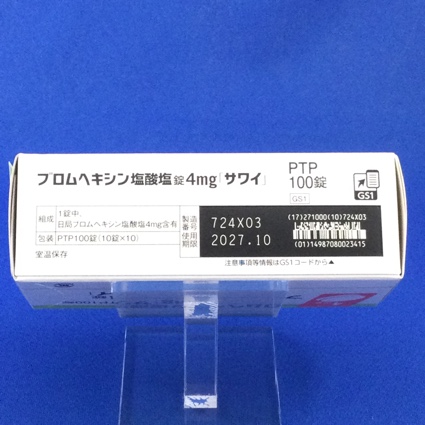 ブロムヘキシン塩酸塩錠4mg「サワイ」
PTP
100錠
GS1
GS1
組成 1錠中、
日局ブロムヘキシン塩酸塩4mg含有
包装 PTP100錠(10錠×10)
室温保存
製造番号 724X03
使用期限 2027.10
(17)271000(10)724X03
(01)14987080023415
注意事項等情報はGS1コードから▲